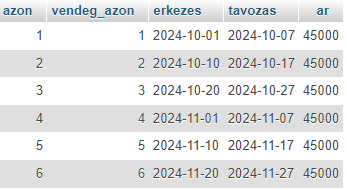 azon vendeg_azon erkezes tavozas ar
1 1 2024-10-01 2024-10-07 45000
2 2 2024-10-10 2024-10-17 45000
3 3 2024-10-20 2024-10-27 45000
4 4 2024-11-01 2024-11-07 45000
5 5 2024-11-10 2024-11-17 45000
6 6 2024-11-20 2024-11-27 45000